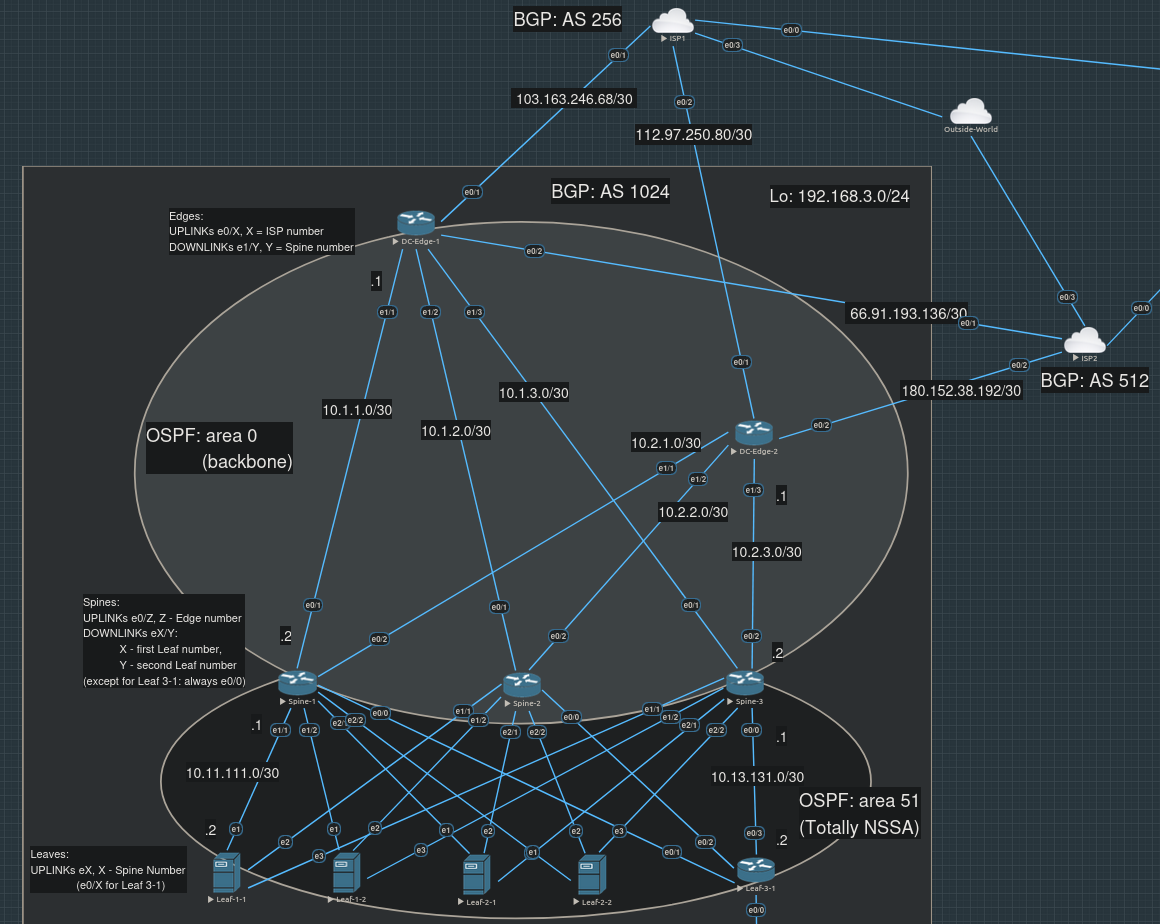 BGP: AS 256
ISP1
e0/0
e0/3
e0/1
103.163.246.68/30
e0/2
112.97.250.80/30
Outside-World
e0/1
BGP: AS 1024
Lo: 192.168.3.0/24
Edges:
UPLINKs e0/X, X = ISP number
DOWNLINKs e1/Y, Y = Spine number
DC-Edge-1
e0/2
.1
e1/1
e1/2
e1/3
66.91.193.136/30
e0/1
e0/3
e0/0
ISP2
e0/2
BGP: AS 512
180.152.38.192/30
e0/1
10.1.3.0/30
10.1.1.0/30
10.1.2.0/30
OSPF: area 0
(backbone)
10.2.1.0/30
e0/2
DC-Edge-2
e1/1
e1/2
e1/3
.1
10.2.2.0/30
10.2.3.0/30
Spines:
UPLINKs e0/Z, Z - Edge number
DOWNLINKs eX/Y:
X - first Leaf number,
Y - second Leaf number
(except for Leaf 3-1: always e0/0)
e0/1
e0/1
e0/1
.2
e0/2
e0/2
e0/2
.2
Spine-1
Spine-2
Spine-3
.1
e1/1
e1/2
e2/1
e2/2
e0/0
e1/1
e1/2
e2/1
e2/2
e0/0
e1/1
e1/2
e2/1
e2/2
e0/0
.1
10.11.111.0/30
10.13.131.0/30
OSPF: area 51
(Totally NSSA)
.2
e1
e2
e3
e1
e2
e3
e1
e2
e1
e2
e3
e0/1
e0/2
e0/3
.2
Leaves:
UPLINKs eX, X - Spine Number
(e0/X for Leaf 3-1)
Leaf-1-1
Leaf-1-2
Leaf-2-1
Leaf-2-2
Leaf-3-1
e0/0